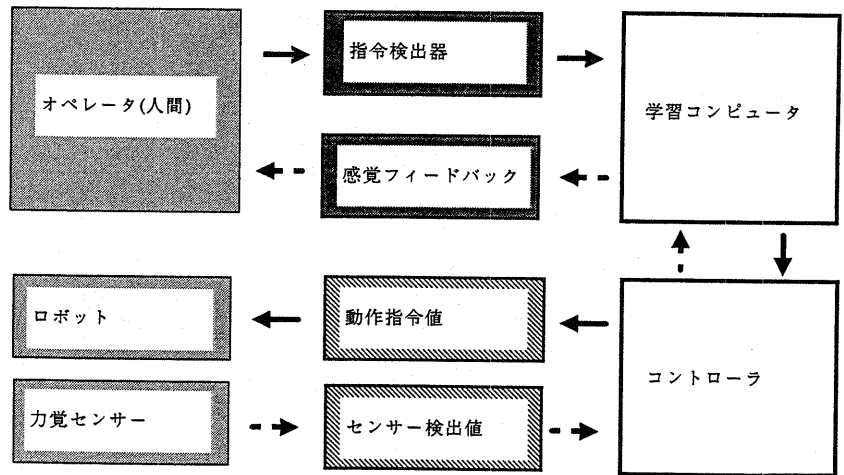 オペレータ(人間)
指令検出器
学習コンピュータ
感覚フィードバック
ロボット
動作指令値
コントローラ
力覚センサー
センサー検出値